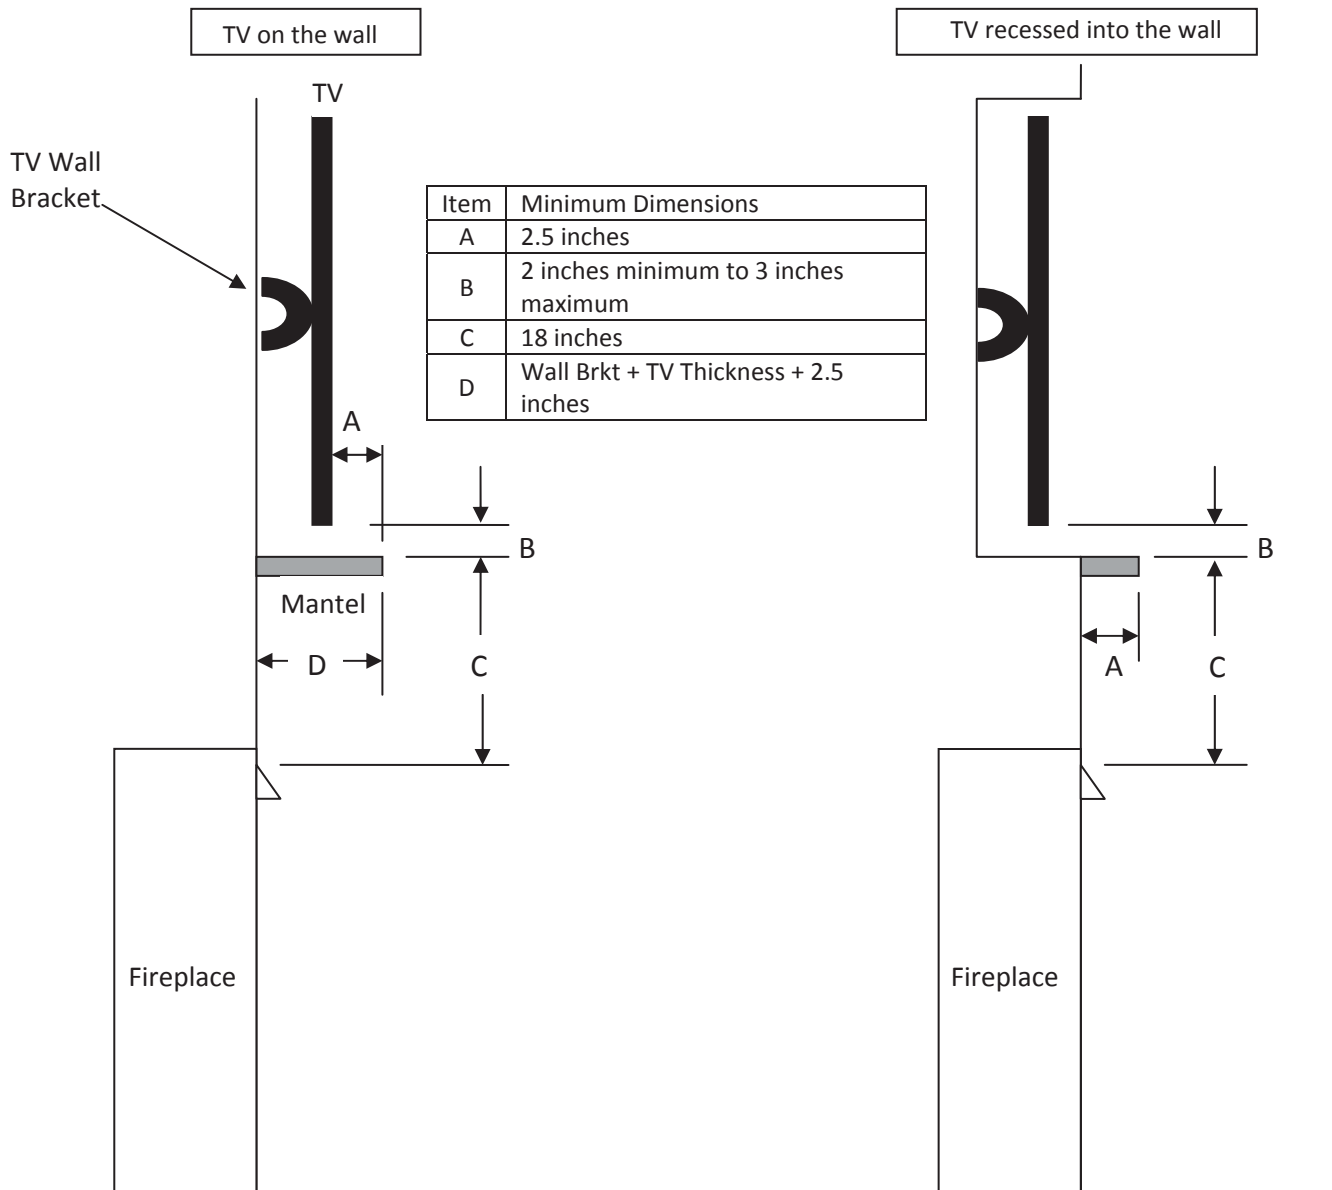 TV on the wall
TV recessed into the wall
TV
TV Wall
Bracket
Item Minimum Dimensions
A 2.5 inches
B 2 inches minimum to 3 inches
maximum
C 18 inches
D Wall Brkt + TV Thickness + 2.5
inches
A
B
Mantel
D
C
Fireplace
B
A
C
Fireplace